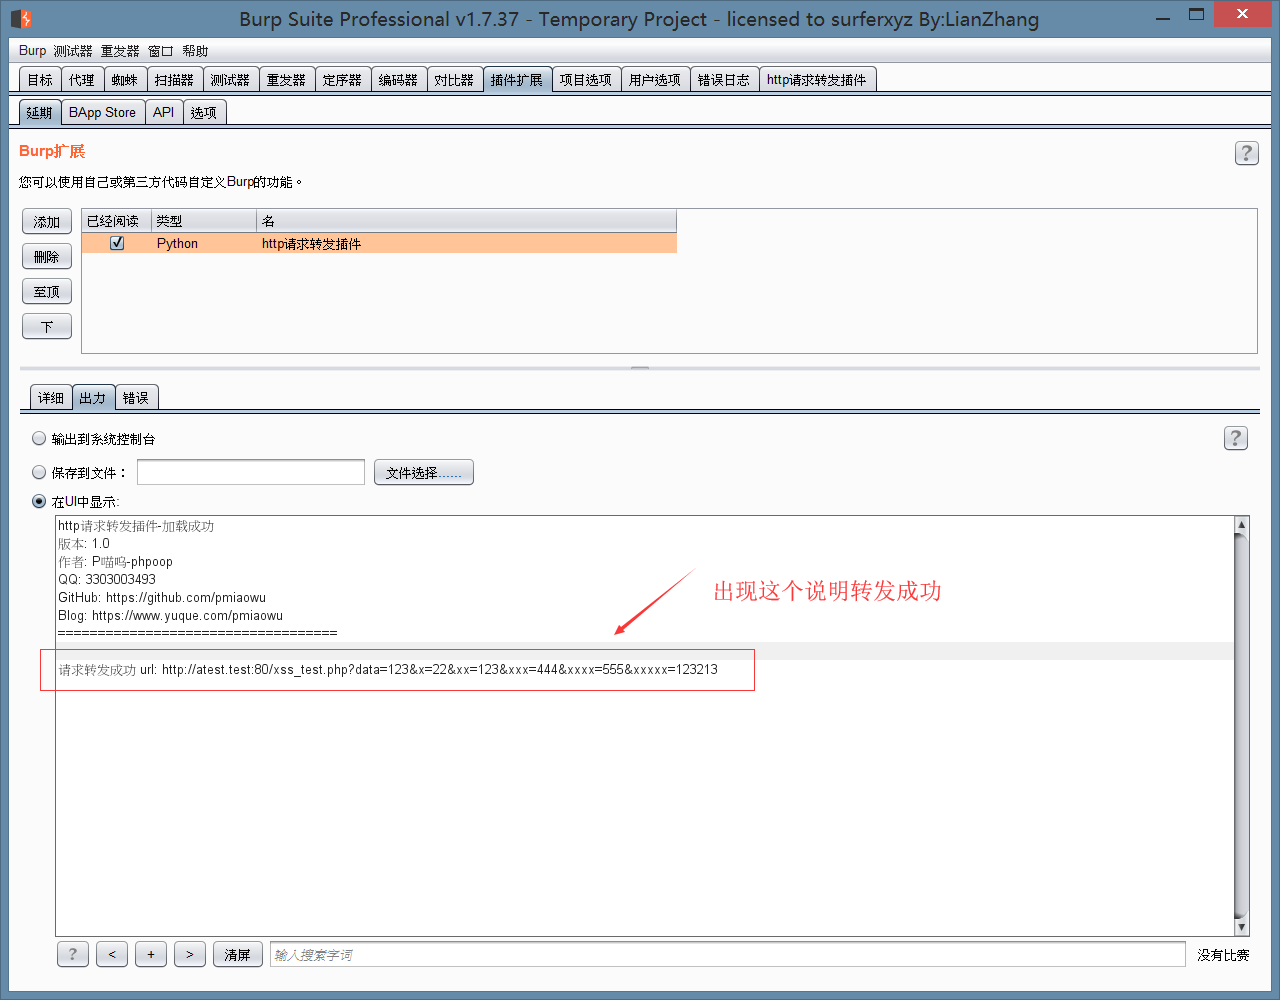 Burp Suite Professional v1.7.37 - Temporary Project - licensed to surferxyz By:LianZhang
Burp 测试器 重发器 窗口 帮助
目标 代理 蜘蛛 扫描器 测试器 重发器 定序器 编码器 对比器 插件扩展 项目选项 用户选项 错误日志 http请求转发插件
延期 BApp Store API 选项
Burp扩展
?
您可以使用自己或第三方代码自定义Burp的功能。
添加
删除
至顶
下
已经阅读 类型 名
Python http请求转发插件
详细 出力 错误
输出到系统控制台
?
保存到文件： 文件选择......
在UI中显示:
http请求转发插件-加载成功
版本: 1.0
作者: P喵呜-phpoop
QQ: 3303003493
GitHub: https://github.com/pmiaowu
Blog: https://www.yuque.com/pmiaowu
===================================
出现这个说明转发成功
请求转发成功 url: http://atest.test:80/xss_test.php?data=123&x=22&xx=123&xxx=444&xxxx=555&xxxxx=123213
? < + > 清屏 输入搜索字词 没有比赛